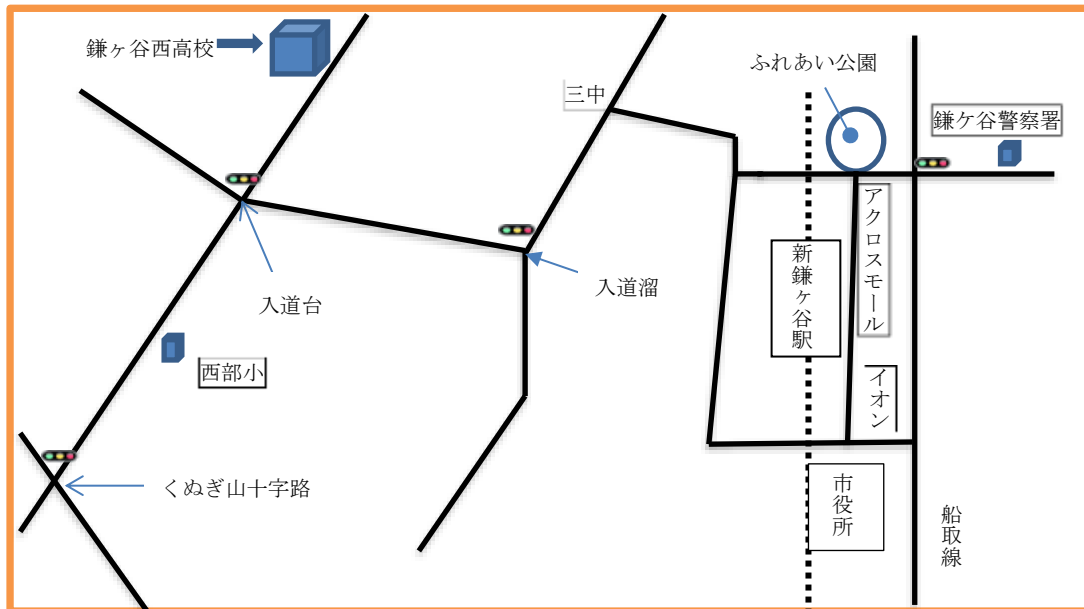 鎌ヶ谷西高校
ふれあい公園
三中
鎌ケ谷警察署
アクロスモール
新鎌ヶ谷駅
入道台
入道溜
西部小
イオン
くぬぎ山十字路
市役所
船取線